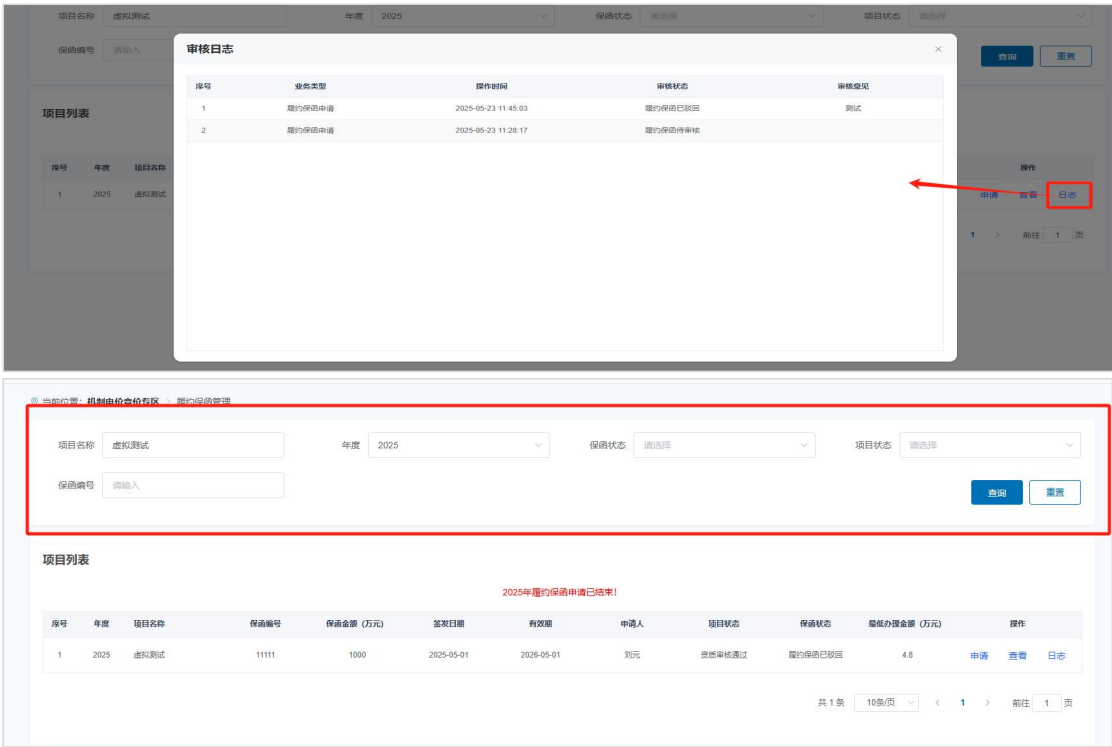 项目名称 虚拟测试 年度 2025 保函状态 请选择 项目状态 请选择
保函编号 请输入 查询 重置
审核日志 ×
序号 业务类型 操作时间 审核状态 审核意见
1 履约保函申请 2025-05-23 11:45:03 履约保函已驳回 测试
2 履约保函申请 2025-05-23 11:28:17 履约保函待审核
项目列表
序号 年度 项目名称 操作
1 2025 虚拟测试 申请 查看 日志
1 > 前往 1 页
当前位置: 机制电价竞价专区 > 履约保函管理
项目名称 虚拟测试 年度 2025 保函状态 请选择 项目状态 请选择
保函编号 请输入 查询 重置
项目列表
2025年履约保函申请已结束!
序号 年度 项目名称 保函编号 保函金额 (万元) 签发日期 有效期 申请人 项目状态 保函状态 最低办理金额 (万元) 操作
1 2025 虚拟测试 11111 1000 2025-05-01 2026-05-01 刘元 资质审核通过 履约保函已驳回 4.8 申请 查看 日志
共 1 条 10条/页 < 1 > 前往 1 页